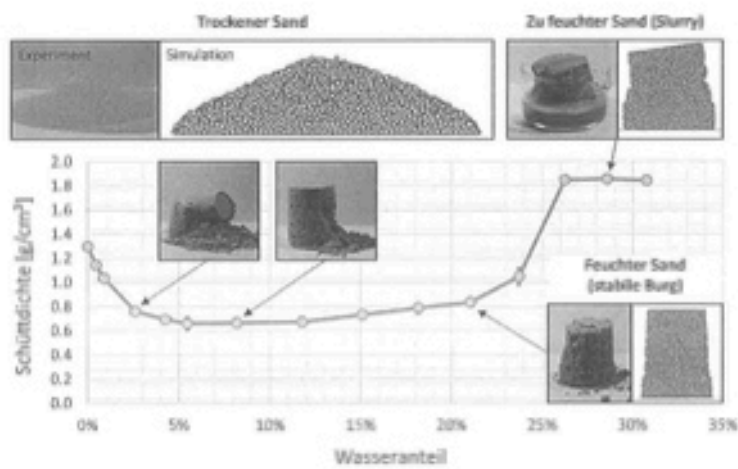 Trockener Sand
Zu feuchter Sand (Slurry)
Experiment
Simulation
Schüttdichte [g/cm³]
2.0
1.8
1.6
1.4
1.2
1.0
0.8
0.6
0.4
0.2
0.0
Feuchter Sand
(stabile Burg)
0%
5%
10%
15%
20%
25%
30%
35%
Wasseranteil